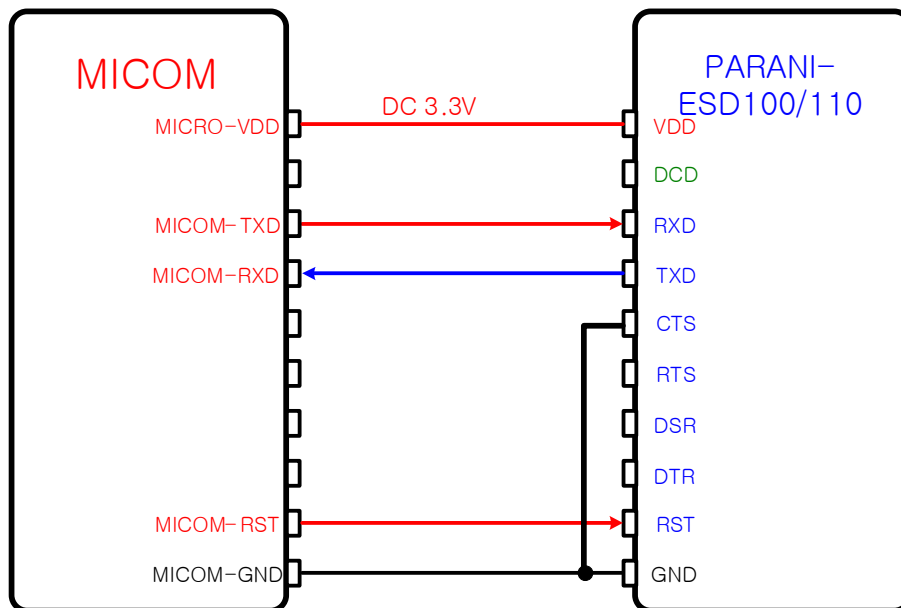 MICOM
PARANI-
ESD100/110
DC 3.3V
MICRO-VDD
VDD
DCD
MICOM-TXD
RXD
MICOM-RXD
TXD
CTS
RTS
DSR
DTR
MICOM-RST
RST
MICOM-GND
GND